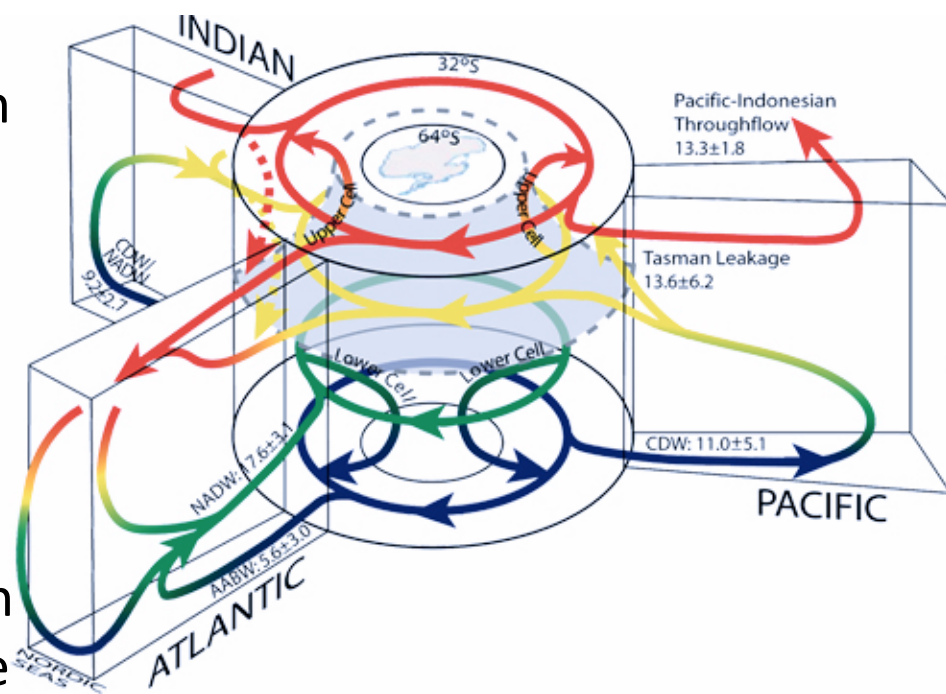 INDIAN
32°S
n
Pacific-Indonesian
Throughflow
13.3±1.8
64°S
Upper Cell
Upper Cell
CDW/
NADW
9.2±2.7
Tasman Leakage
13.6±6.2
Lower Cell
Lower Cell
NADW: 17.6±3.1
CDW: 11.0±5.1
PACIFIC
AABW: 5.6±3.0
ATLANTIC
n
NORDIC
SEAS
e